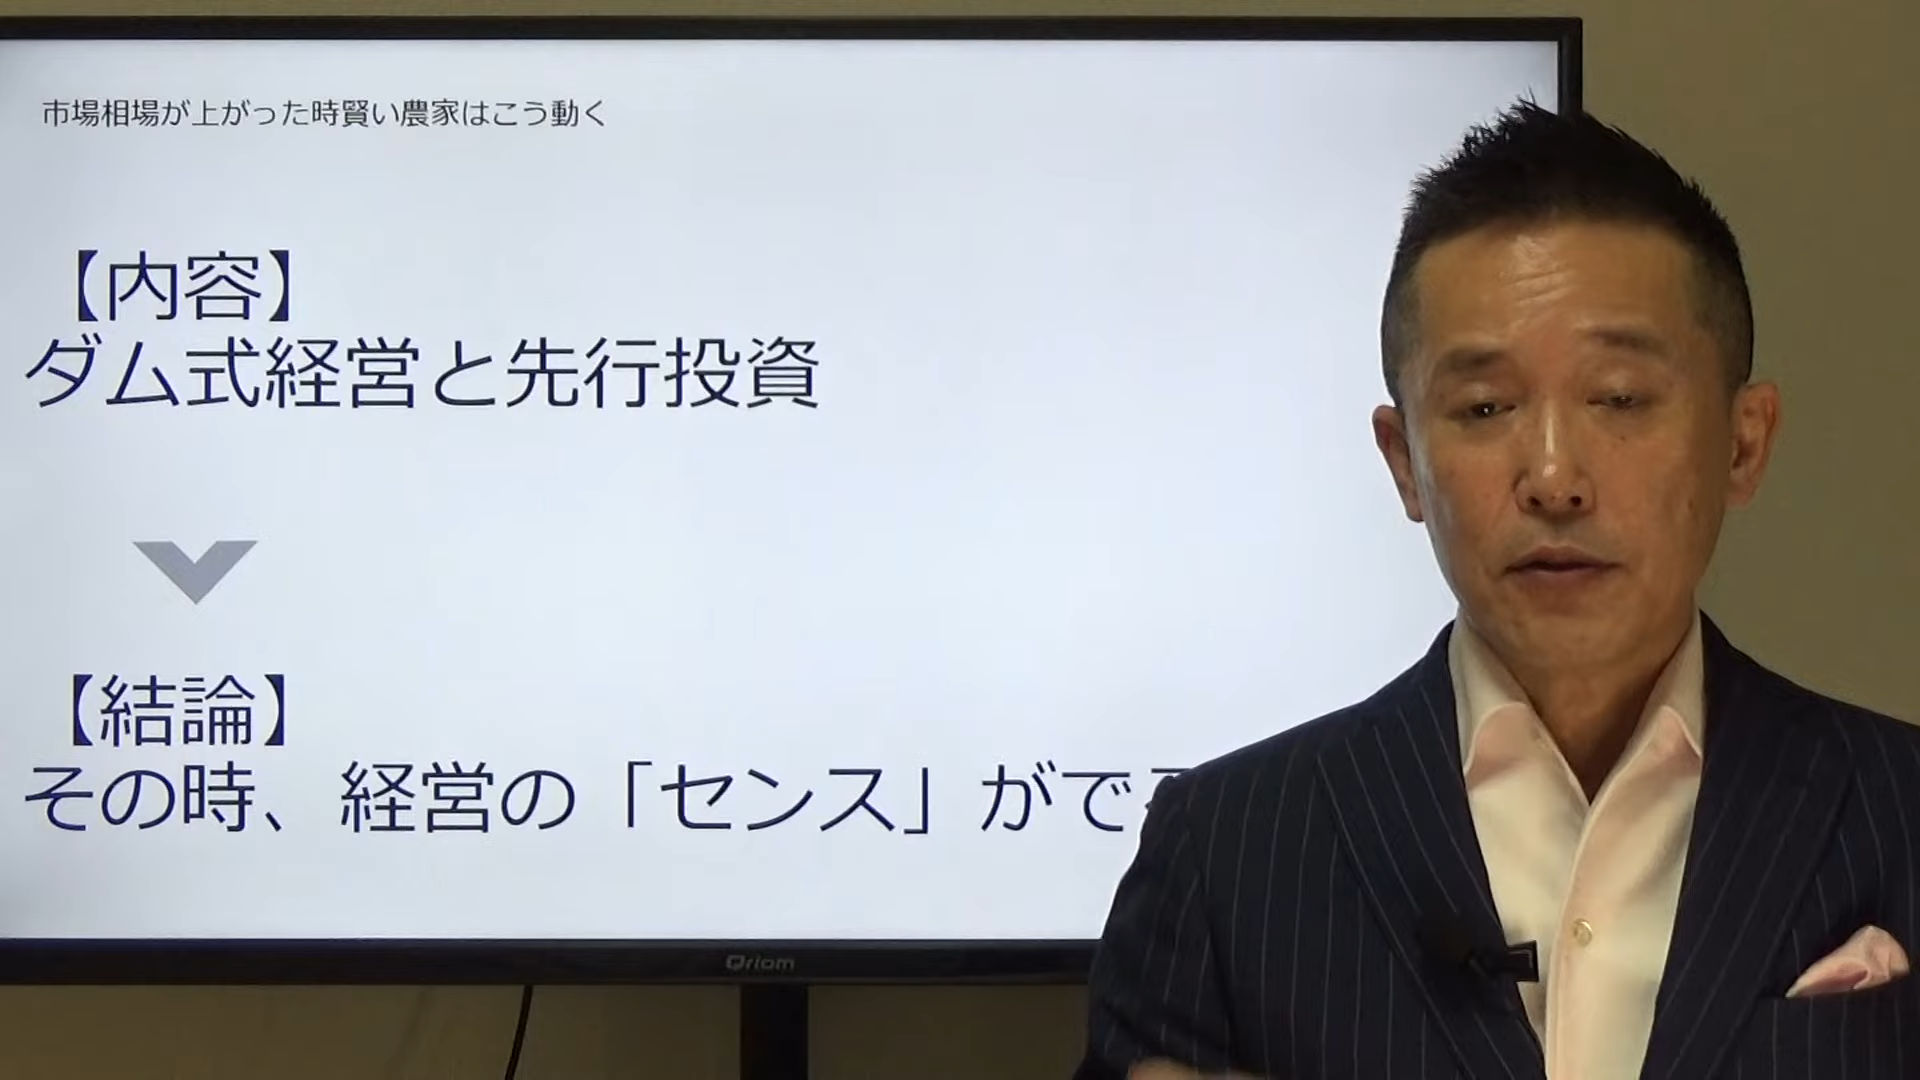 市場相場が上がった時賢い農家はこう動く
【内容】
ダム式経営と先行投資
【結論】
その時、経営の「センス」がで
Qriom